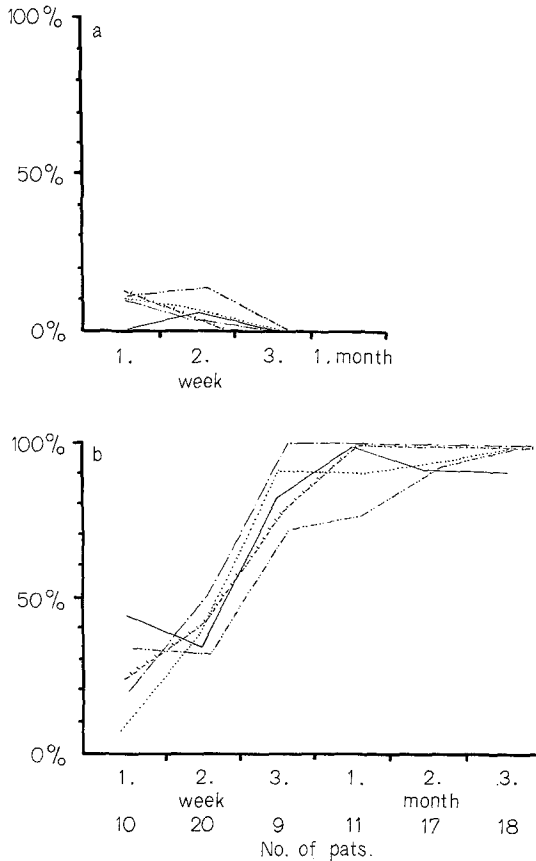 100%
a
50%
0%
1. 2. 3. 1. month
week
100%
b
50%
0%
1. 2. 3. 1. 2. 3.
week month
10 20 9 11 17 18
No. of pats.